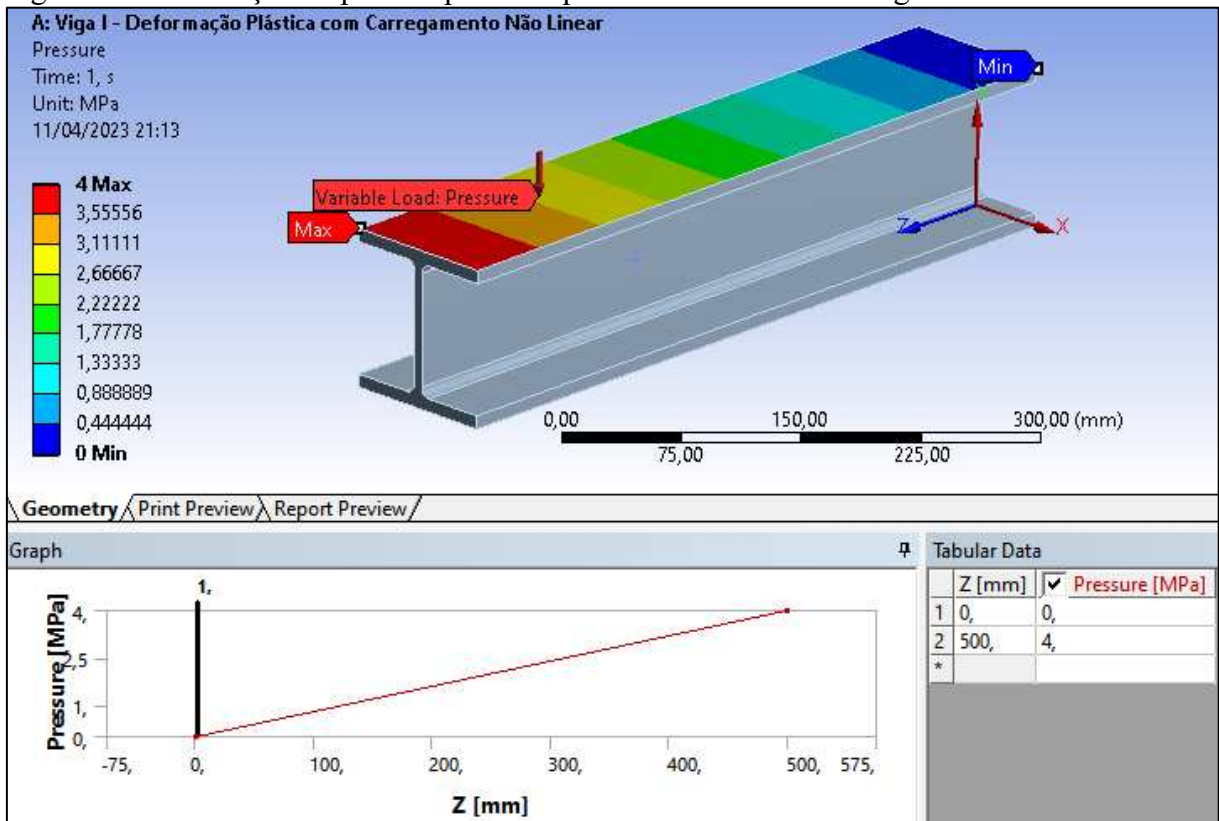 A: Viga I - Deformação Plástica com Carregamento Não Linear
Pressure
Time: 1, s
Unit: MPa
11/04/2023 21:13
Min
4 Max
3,55556
3,11111
2,66667
2,22222
1,77778
1,33333
0,888889
0,444444
0 Min
Variable Load: Pressure
Max
Z
X
0,00 150,00 300,00 (mm)
75,00 225,00
Geometry Print Preview Report Preview
Graph
1,
Pressure [MPa]
4,
2,5
1,
0,
-75, 0, 100, 200, 300, 400, 500, 575,
Z [mm]
Tabular Data
Z [mm] Pressure [MPa]
1 0, 0,
2 500, 4,
*